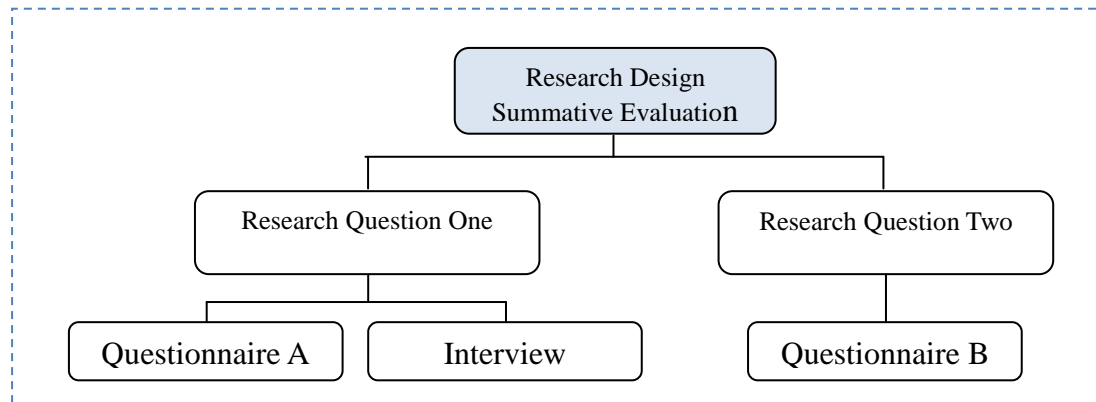 Research Design
Summative Evaluation
Research Question One
Research Question Two
Questionnaire A
Interview
Questionnaire B